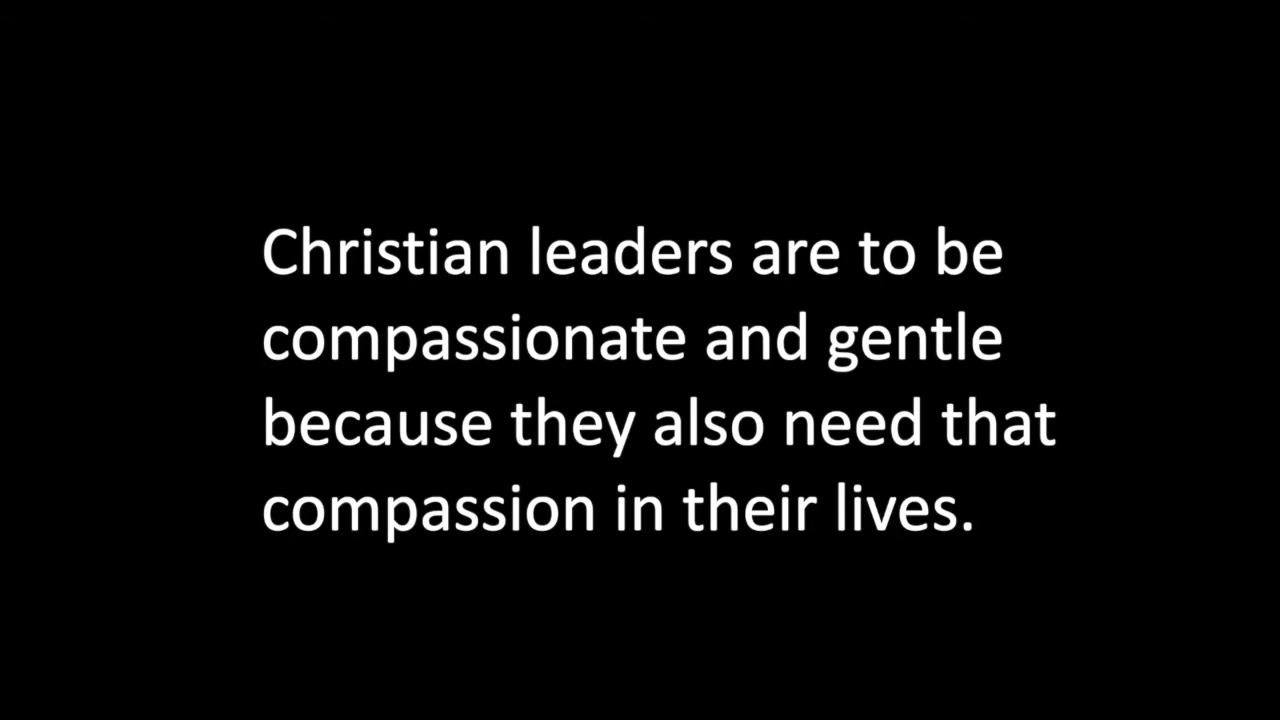 Christian leaders are to be
compassionate and gentle
because they also need that
compassion in their lives.